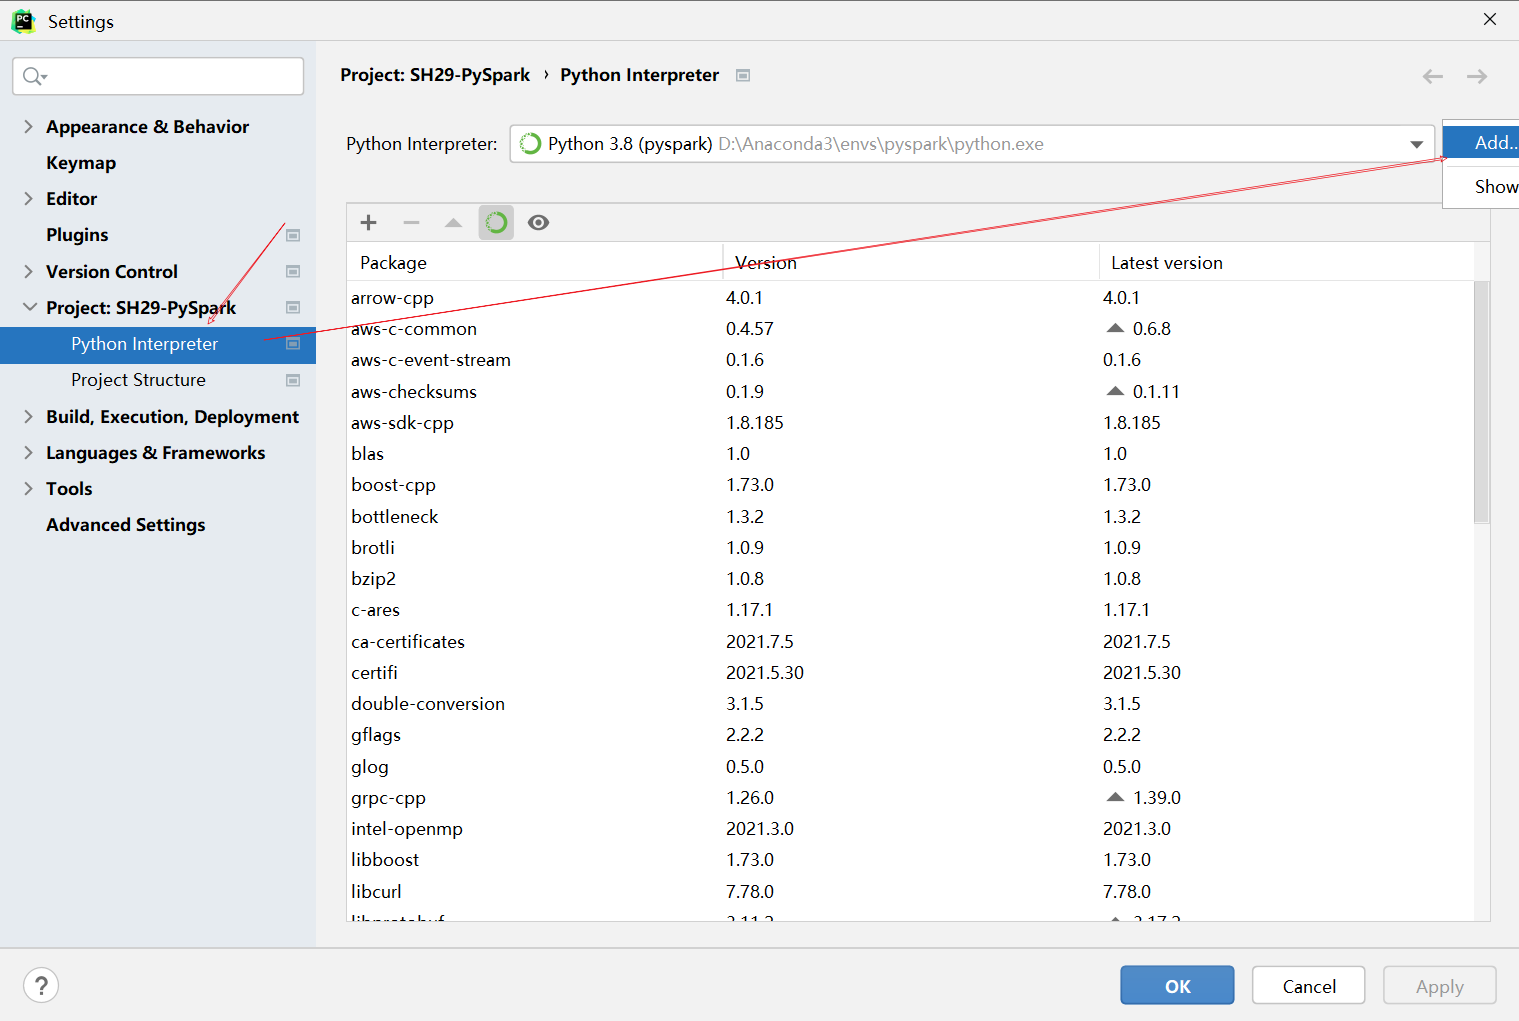 Settings
Project: SH29-PySpark › Python Interpreter
Appearance & Behavior
Keymap
Editor
Plugins
Version Control
Project: SH29-PySpark
Python Interpreter
Project Structure
Build, Execution, Deployment
Languages & Frameworks
Tools
Advanced Settings
Python Interpreter: Python 3.8 (pyspark) D:\Anaconda3\envs\pyspark\python.exe
Add..
Show
Package Version Latest version
arrow-cpp 4.0.1 4.0.1
aws-c-common 0.4.57 0.6.8
aws-c-event-stream 0.1.6 0.1.6
aws-checksums 0.1.9 0.1.11
aws-sdk-cpp 1.8.185 1.8.185
blas 1.0 1.0
boost-cpp 1.73.0 1.73.0
bottleneck 1.3.2 1.3.2
brotli 1.0.9 1.0.9
bzip2 1.0.8 1.0.8
c-ares 1.17.1 1.17.1
ca-certificates 2021.7.5 2021.7.5
certifi 2021.5.30 2021.5.30
double-conversion 3.1.5 3.1.5
gflags 2.2.2 2.2.2
glog 0.5.0 0.5.0
grpc-cpp 1.26.0 1.39.0
intel-openmp 2021.3.0 2021.3.0
libboost 1.73.0 1.73.0
libcurl 7.78.0 7.78.0
libprotobuf 3.11.2 3.17.2
?
OK Cancel Apply